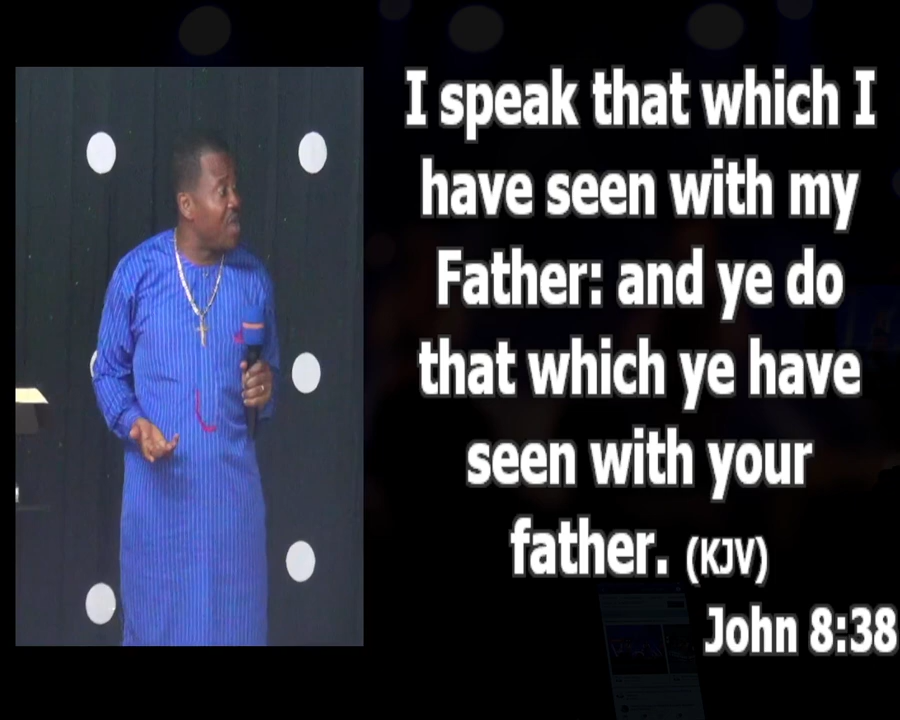 I speak that which I
have seen with my
Father: and ye do
that which ye have
seen with your
father. (KJV)
John 8:38